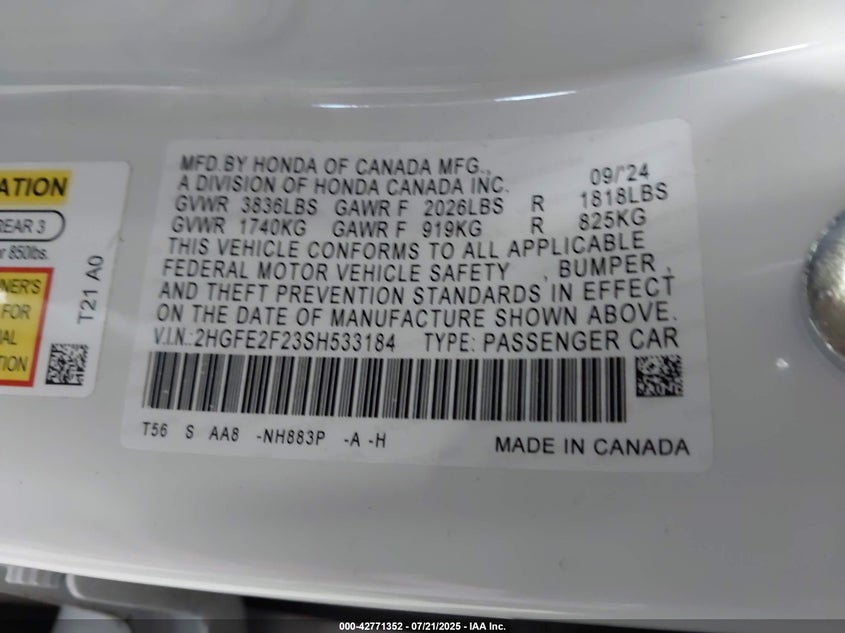 MFD.BY HONDA OF CANADA MFG.,
A DIVISION OF HONDA CANADA INC.
09/'24
GVWR 3836LBS GAWR F 2026LBS R 1818LBS
GVWR 1740KG GAWR F 919KG R 825KG
THIS VEHICLE CONFORMS TO ALL APPLICABLE
FEDERAL MOTOR VEHICLE SAFETY , BUMPER ,
AND THEFT PREVENTION STANDARDS IN EFFECT
ON THE DATE OF MANUFACTURE SHOWN ABOVE.
V.I.N.:2HGFE2F23SH533184 TYPE: PASSENGER CAR
T56 S AA8 -NH883P -A -H
MADE IN CANADA
ATION
REAR 3
r 850lbs.
NER'S
FOR
IAL
TION
T21 A0
000-42771352 - 07/21/2025 - IAA Inc.